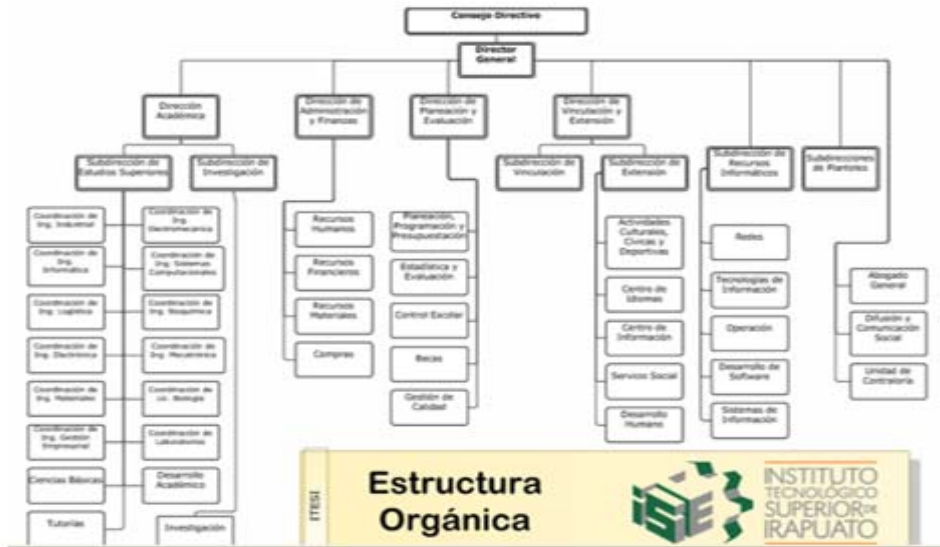 Consejo Directivo
Director
General
Dirección
Académica
Dirección de
Administración
y Finanzas
Dirección de
Planeación y
Evaluación
Dirección de
Vinculación y
Extensión
Subdirección de
Estudios Superiores
Subdirección de
Investigación
Subdirección de
Vinculación
Subdirección de
Extensión
Subdirección de
Recursos
Informáticos
Subdirecciones
de Planteles
Coordinación de
Ing. Industrial
Coordinación de
Ing.
Electromecánica
Coordinación de
Ing.
Informática
Coordinación de
Ing. Sistemas
Computacionales
Coordinación de
Ing. Logística
Coordinación de
Ing. Bioquímica
Coordinación de
Ing. Electrónica
Coordinación de
Ing. Mecatrónica
Coordinación de
Ing. Materiales
Coordinación de
Lic. Biología
Coordinación de
Ing. Gestión
Empresarial
Coordinación de
Laboratorios
Ciencias Básicas
Desarrollo
Académico
Tutorías
Investigación
Recursos
Humanos
Recursos
Financieros
Recursos
Materiales
Compras
Planeación,
Programación y
Presupuestación
Estadística y
Evaluación
Control Escolar
Becas
Gestión de
Calidad
Actividades
Culturales,
Cívicas y
Deportivas
Centro de
Idiomas
Centro de
Información
Servicio Social
Desarrollo
Humano
Redes
Tecnologías de
Información
Operación
Desarrollo de
Software
Sistemas de
Información
Abogado
General
Difusión y
Comunicación
Social
Unidad de
Contraloría
ITESI
Estructura
Orgánica
INSTITUTO
TECNOLÓGICO
SUPERIOR DE
IRAPUATO